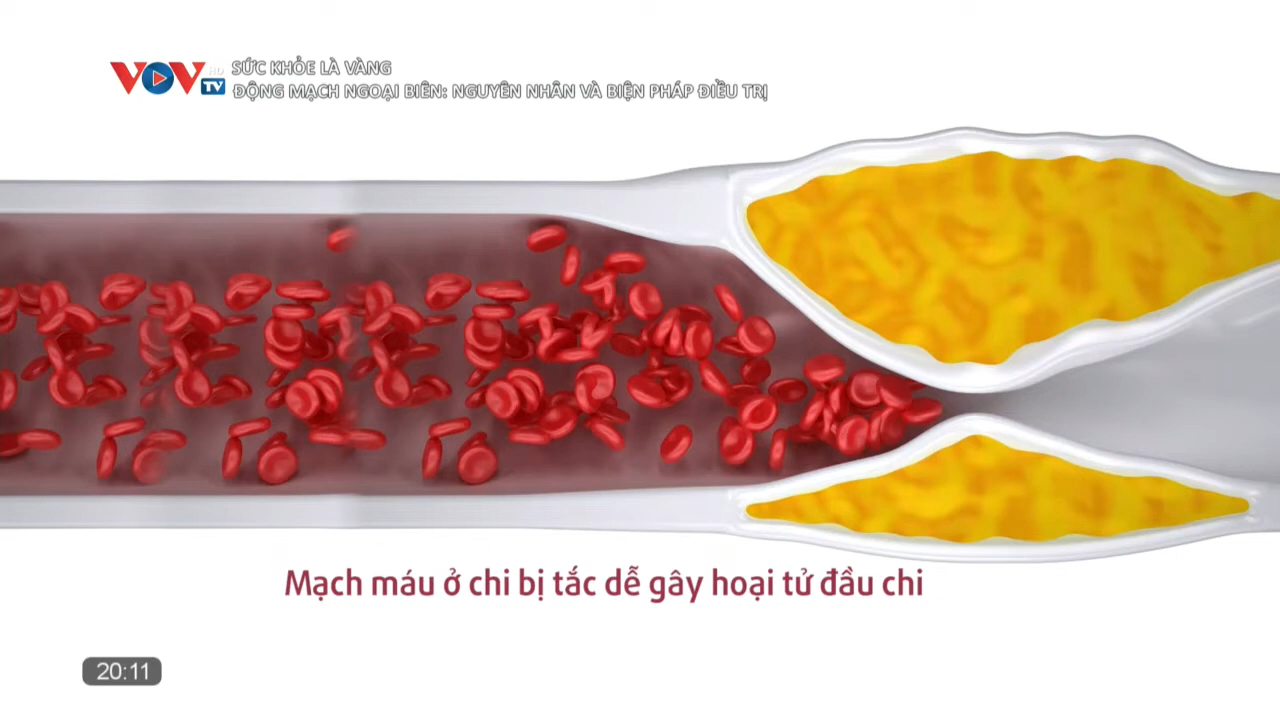 VOV HD TV
SỨC KHỎE LÀ VÀNG
ĐỘNG MẠCH NGOẠI BIÊN: NGUYÊN NHÂN VÀ BIỆN PHÁP ĐIỀU TRỊ
Mạch máu ở chi bị tắc dễ gây hoại tử đầu chi
20:11